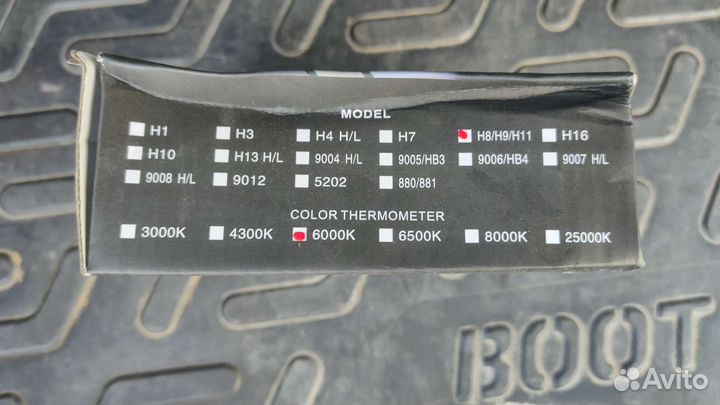 MODEL
H1 H3 H4 H/L H7 H8/H9/H11 H16
H10 H13 H/L 9004 H/L 9005/HB3 9006/HB4 9007 H/L
9008 H/L 9012 5202 880/881
COLOR THERMOMETER
3000K 4300K 6000K 6500K 8000K 25000K
BOOT
Avito